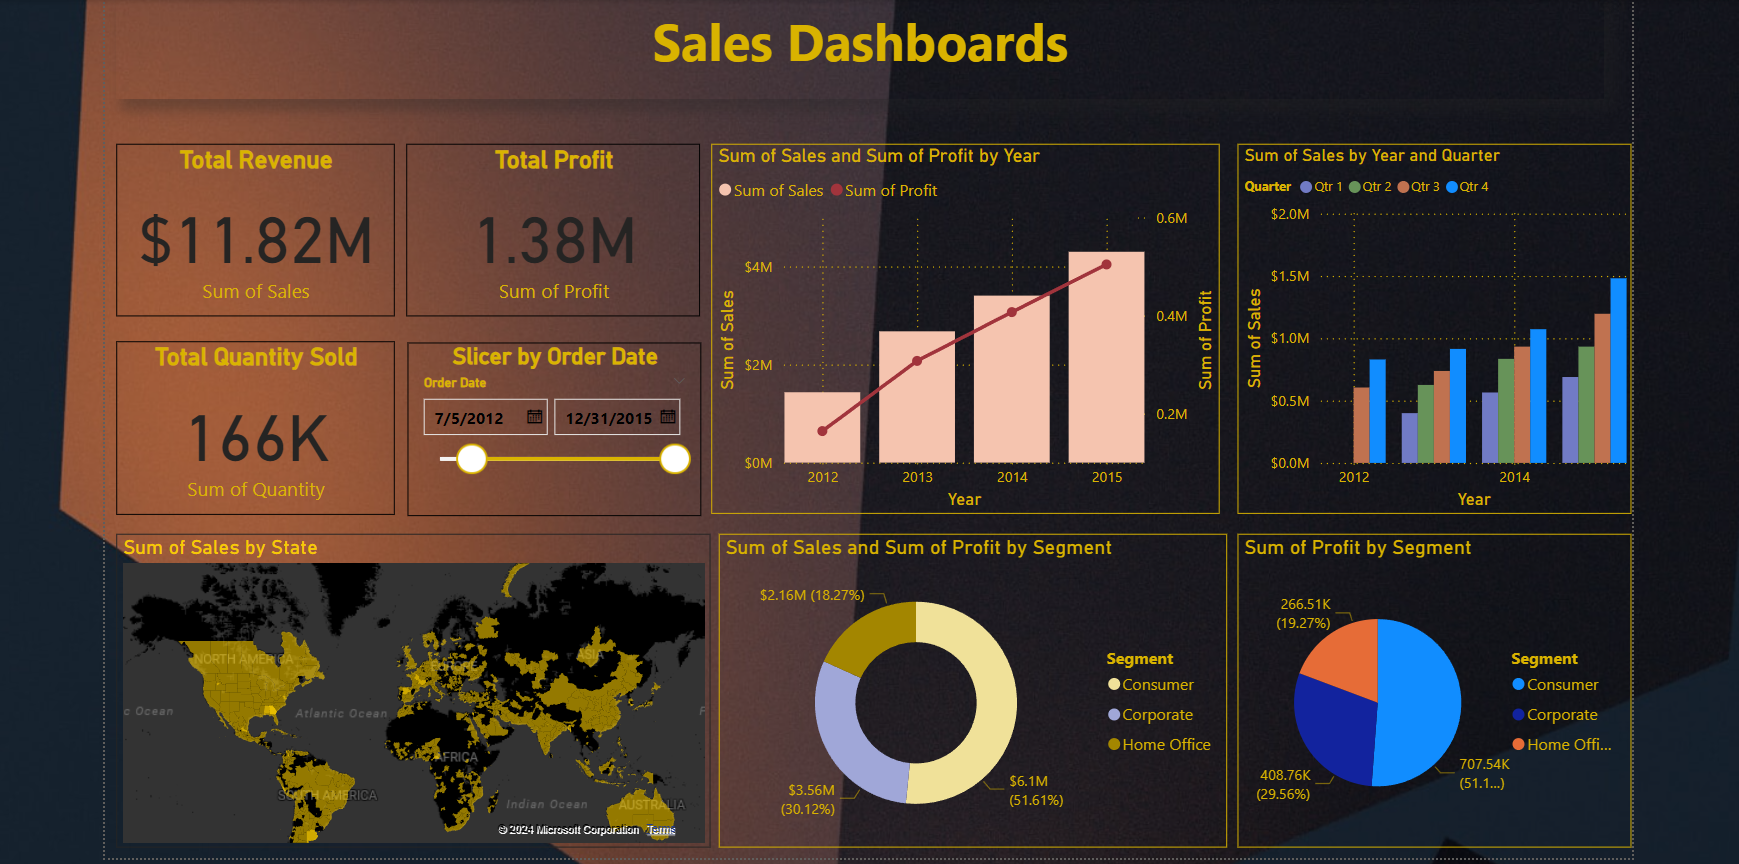 Sales Dashboards
Total Revenue
$11.82M
Sum of Sales
Total Profit
1.38M
Sum of Profit
Total Quantity Sold
166K
Sum of Quantity
Slicer by Order Date
Order Date
7/5/2012
12/31/2015
Sum of Sales and Sum of Profit by Year
Sum of Sales Sum of Profit
0.6M
$4M
0.4M
$2M
0.2M
$0M
Sum of Sales
Sum of Profit
2012 2013 2014 2015
Year
Sum of Sales by Year and Quarter
Quarter Qtr 1 Qtr 2 Qtr 3 Qtr 4
$2.0M
$1.5M
$1.0M
$0.5M
$0.0M
Sum of Sales
2012 2014
Year
Sum of Sales by State
NORTH AMERICA
EUROPE
ASIA
c Ocean
Atlantic Ocean
P
AFRICA
SOUTH AMERICA
Indian Ocean
AUSTRALIA
© 2024 Microsoft Corporation Terms
Sum of Sales and Sum of Profit by Segment
$2.16M (18.27%)
$3.56M
(30.12%)
$6.1M
(51.61%)
Segment
Consumer
Corporate
Home Office
Sum of Profit by Segment
266.51K
(19.27%)
408.76K
(29.56%)
707.54K
(51.1...)
Segment
Consumer
Corporate
Home Offi...